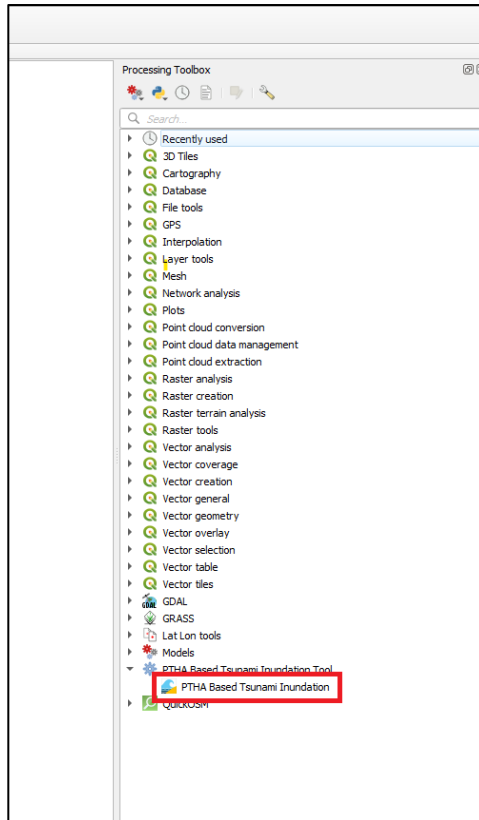 Processing Toolbox
Search...
Recently used
3D Tiles
Cartography
Database
File tools
GPS
Interpolation
Layer tools
Mesh
Network analysis
Plots
Point cloud conversion
Point cloud data management
Point cloud extraction
Raster analysis
Raster creation
Raster terrain analysis
Raster tools
Vector analysis
Vector coverage
Vector creation
Vector general
Vector geometry
Vector overlay
Vector selection
Vector table
Vector tiles
GDAL
GRASS
Lat Lon tools
Models
PTHA Based Tsunami Inundation Tool
PTHA Based Tsunami Inundation
QuickOSM